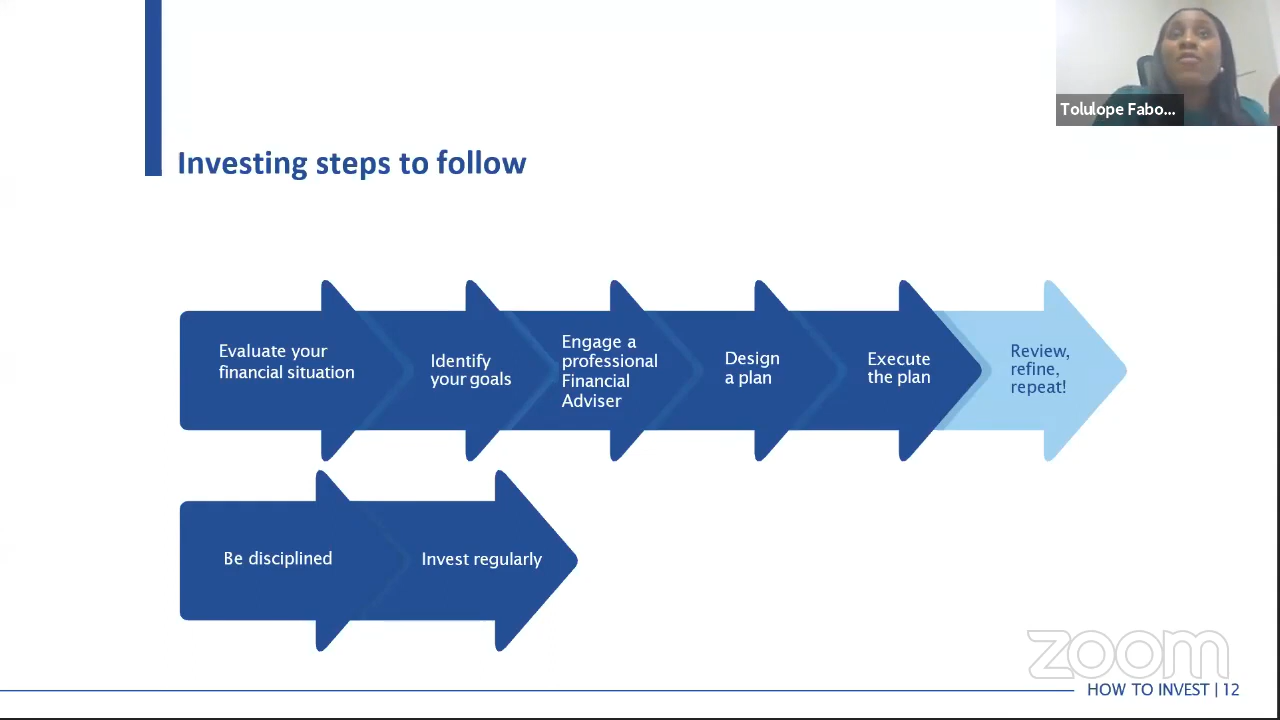 Tolulope Fabo...
Investing steps to follow
Evaluate your
financial situation
Identify
your goals
Engage a
professional
Financial
Adviser
Design
a plan
Execute
the plan
Review,
refine,
repeat!
Be disciplined
Invest regularly
zoom
HOW TO INVEST | 12